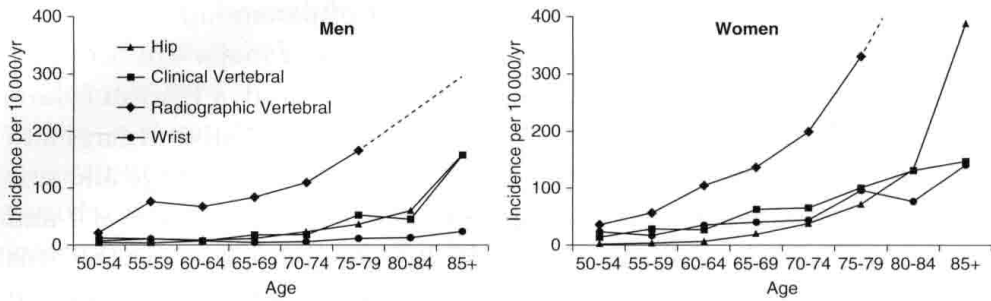 Men
Incidence per 10 000/yr
400
300
200
100
0
Hip
Clinical Vertebral
Radiographic Vertebral
Wrist
50-54 55-59 60-64 65-69 70-74 75-79 80-84 85+
Age
Women
Incidence per 10 000/yr
400
300
200
100
0
50-54 55-59 60-64 65-69 70-74 75-79 80-84 85+
Age